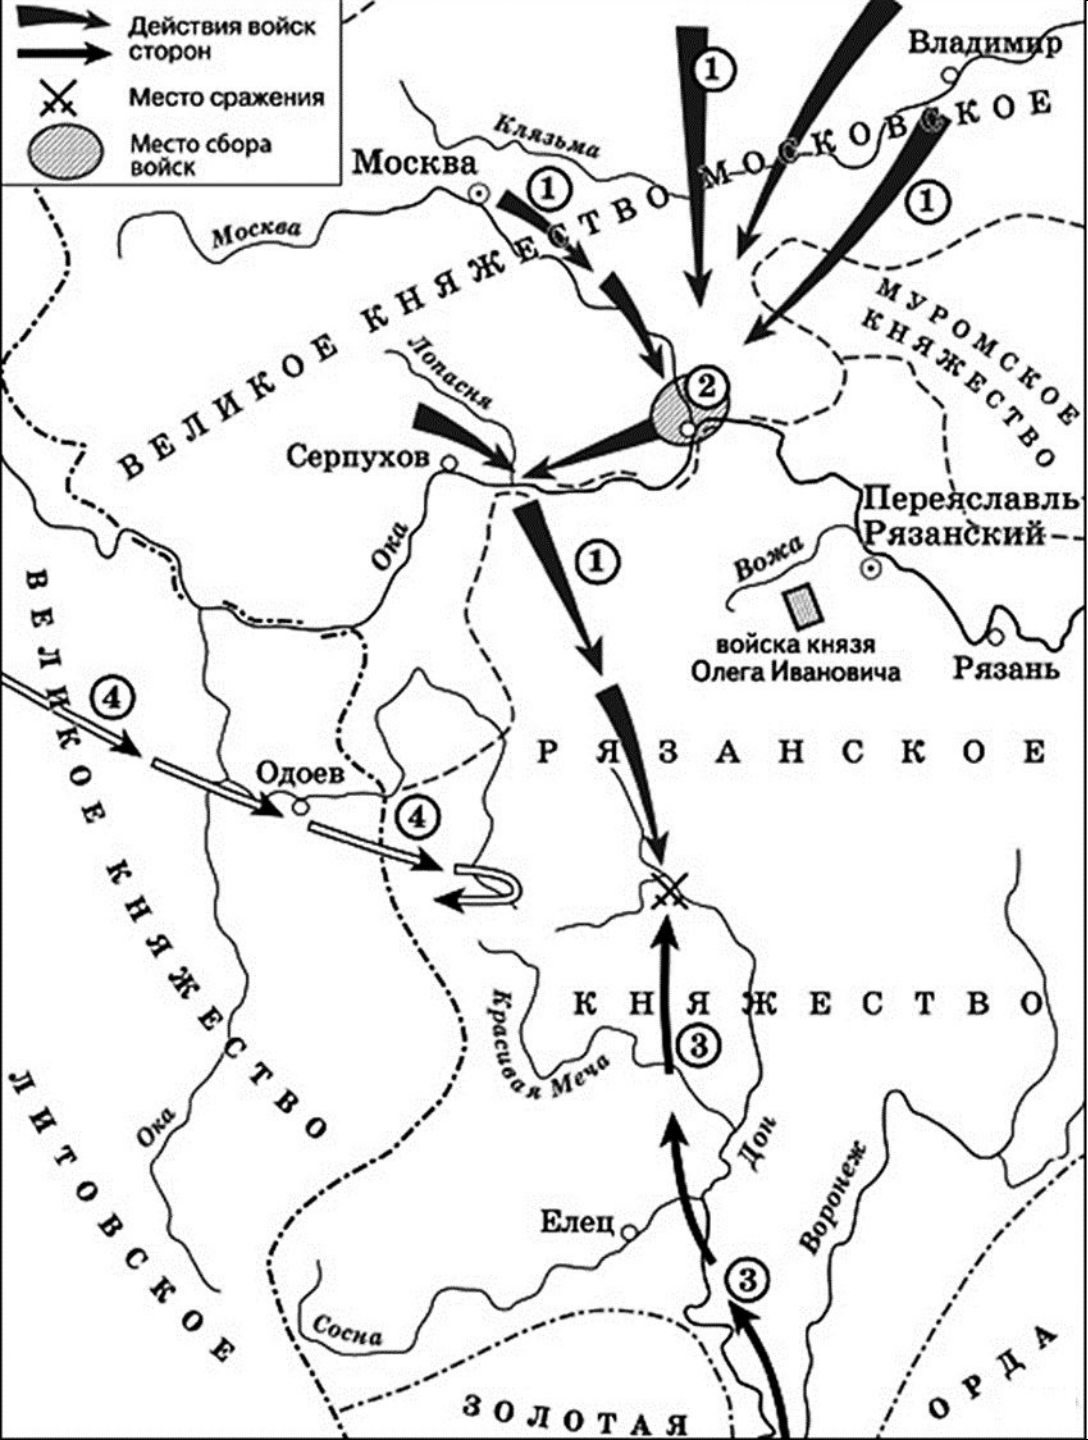 Действия войск
сторон
Место сражения
Место сбора
войск
Владимир
1
Клязьма
Москва
1
МОСКОВСКОЕ
1
Москва
ВЕЛИКОЕ КНЯЖЕСТВО
МУРОМСКОЕ
КНЯЖЕСТВО
Лопасня
2
Серпухов
Переяславль
Рязанский
Ока
1
Вожа
ВЕЛИКОЕ КНЯЖЕСТВО
войска князя
Олега Ивановича
Рязань
4
РЯЗАНСКОЕ
Одоев
4
КНЯЖЕСТВО
Красивая Меча
3
ЛИТОВСКОЕ
Ока
Дон
Воронеж
Елец
3
Сосна
ЗОЛОТАЯ
ОРДА